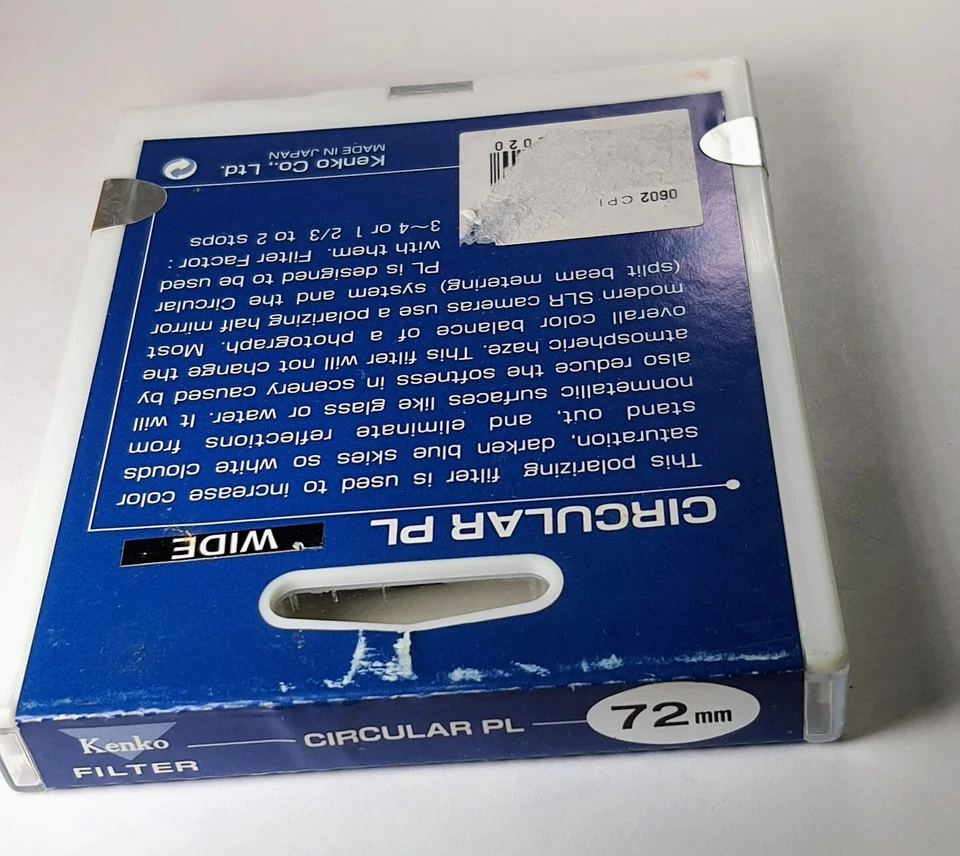 CIRCULAR PL
WIDE
This polarizing filter is used to increase color
saturation, darken blue skies so white clouds
stand out, and eliminate reflections from
nonmetallic surfaces like glass or water. It will
also reduce the softness in scenery caused by
atmospheric haze. This filter will not change the
overall color balance of a photograph. Most
modern SLR cameras use a polarizing half mirror
(split beam metering) system and the Circular
PL is designed to be used
with them. Filter Factor :
3~4 or 1 2/3 to 2 stops
0602 CPL
Kenko Co., Ltd.
MADE IN JAPAN
Kenko
FILTER
CIRCULAR PL
72mm